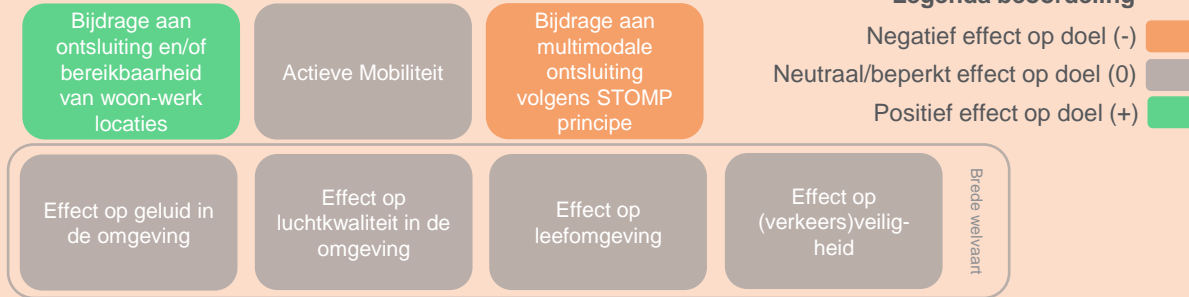 Legenda beoordeling
Bijdrage aan
ontsluiting en/of
bereikbaarheid
van woon-werk
locaties
Actieve Mobiliteit
Bijdrage aan
multimodale
ontsluiting
volgens STOMP
principe
Negatief effect op doel (-)
Neutraal/beperkt effect op doel (0)
Positief effect op doel (+)
Effect op geluid in
de omgeving
Effect op
luchtkwaliteit in de
omgeving
Effect op
leefomgeving
Effect op
(verkeers)veilig-
heid
Brede welvaart